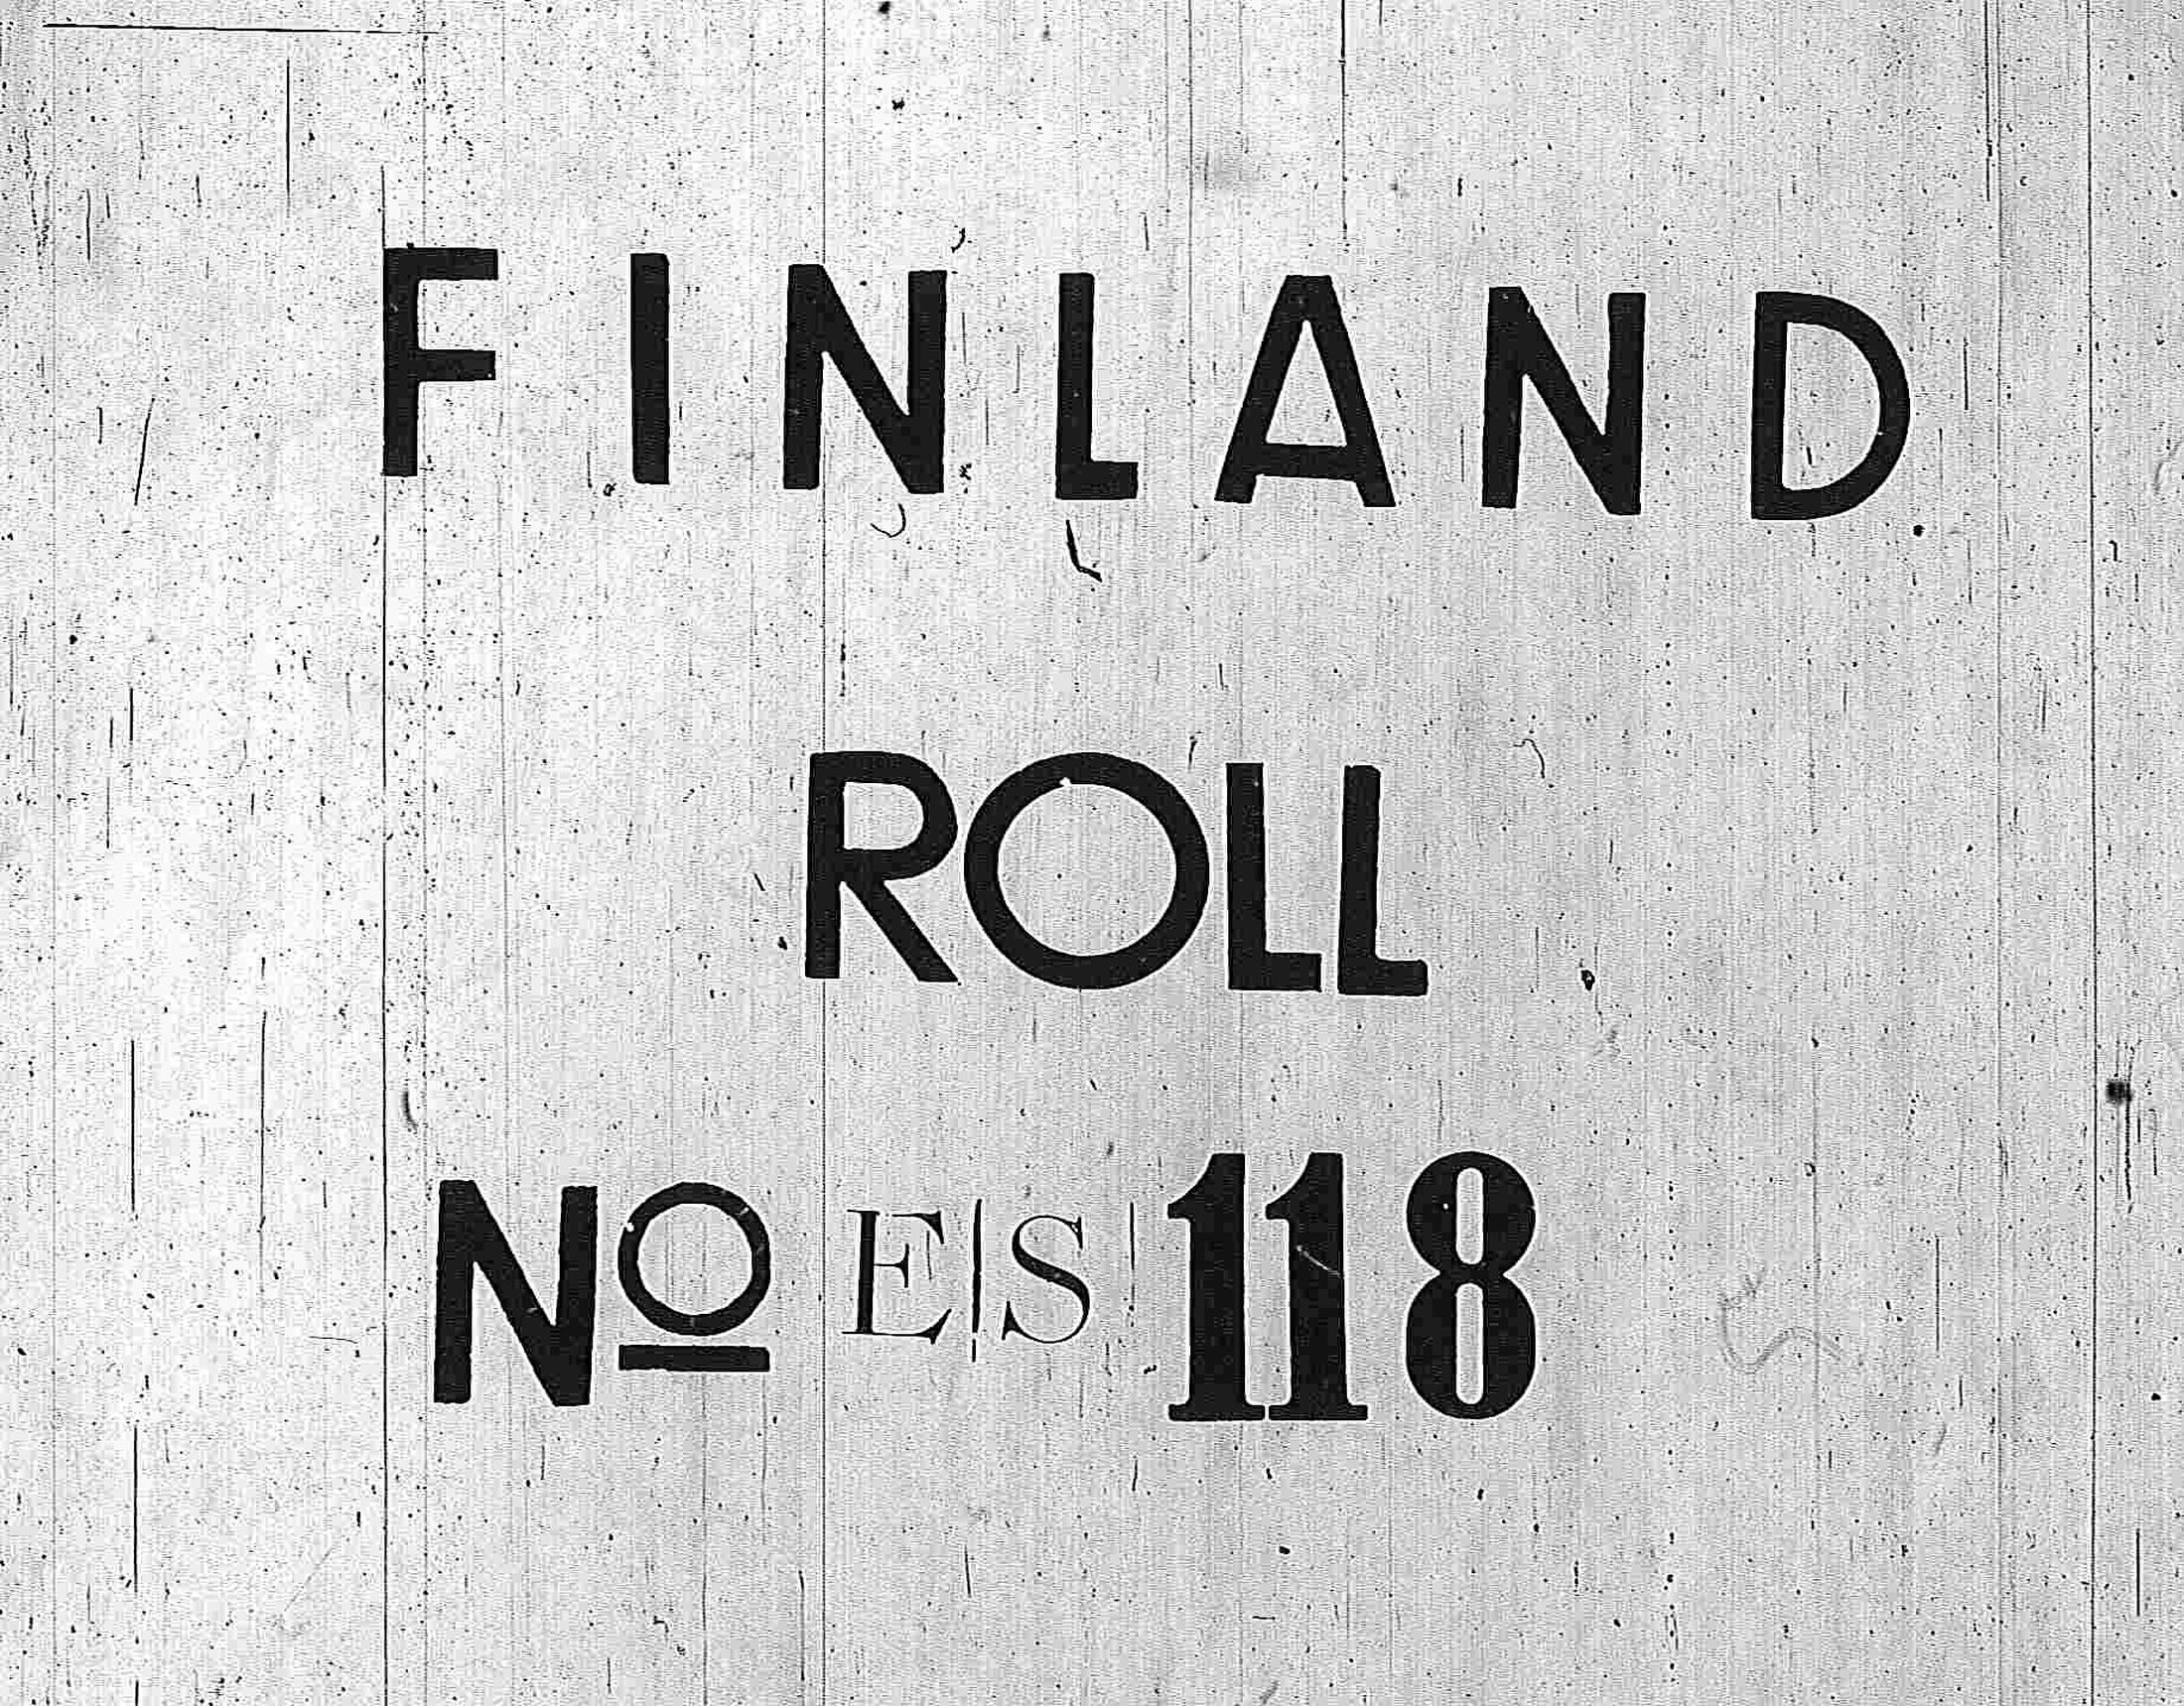 FINLAND
ROLL
Nº ES 118